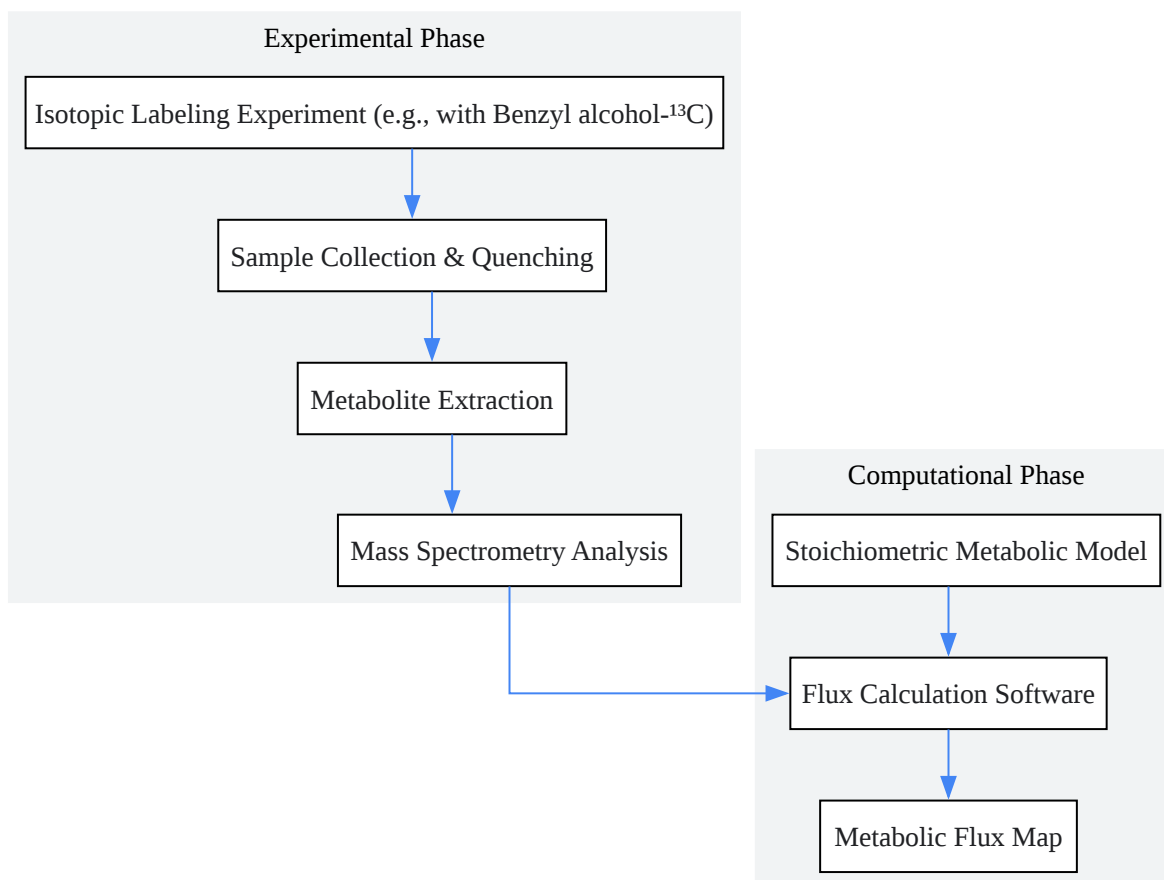 Experimental Phase
Isotopic Labeling Experiment (e.g., with Benzyl alcohol-¹³C)
Sample Collection & Quenching
Metabolite Extraction
Mass Spectrometry Analysis
Computational Phase
Stoichiometric Metabolic Model
Flux Calculation Software
Metabolic Flux Map